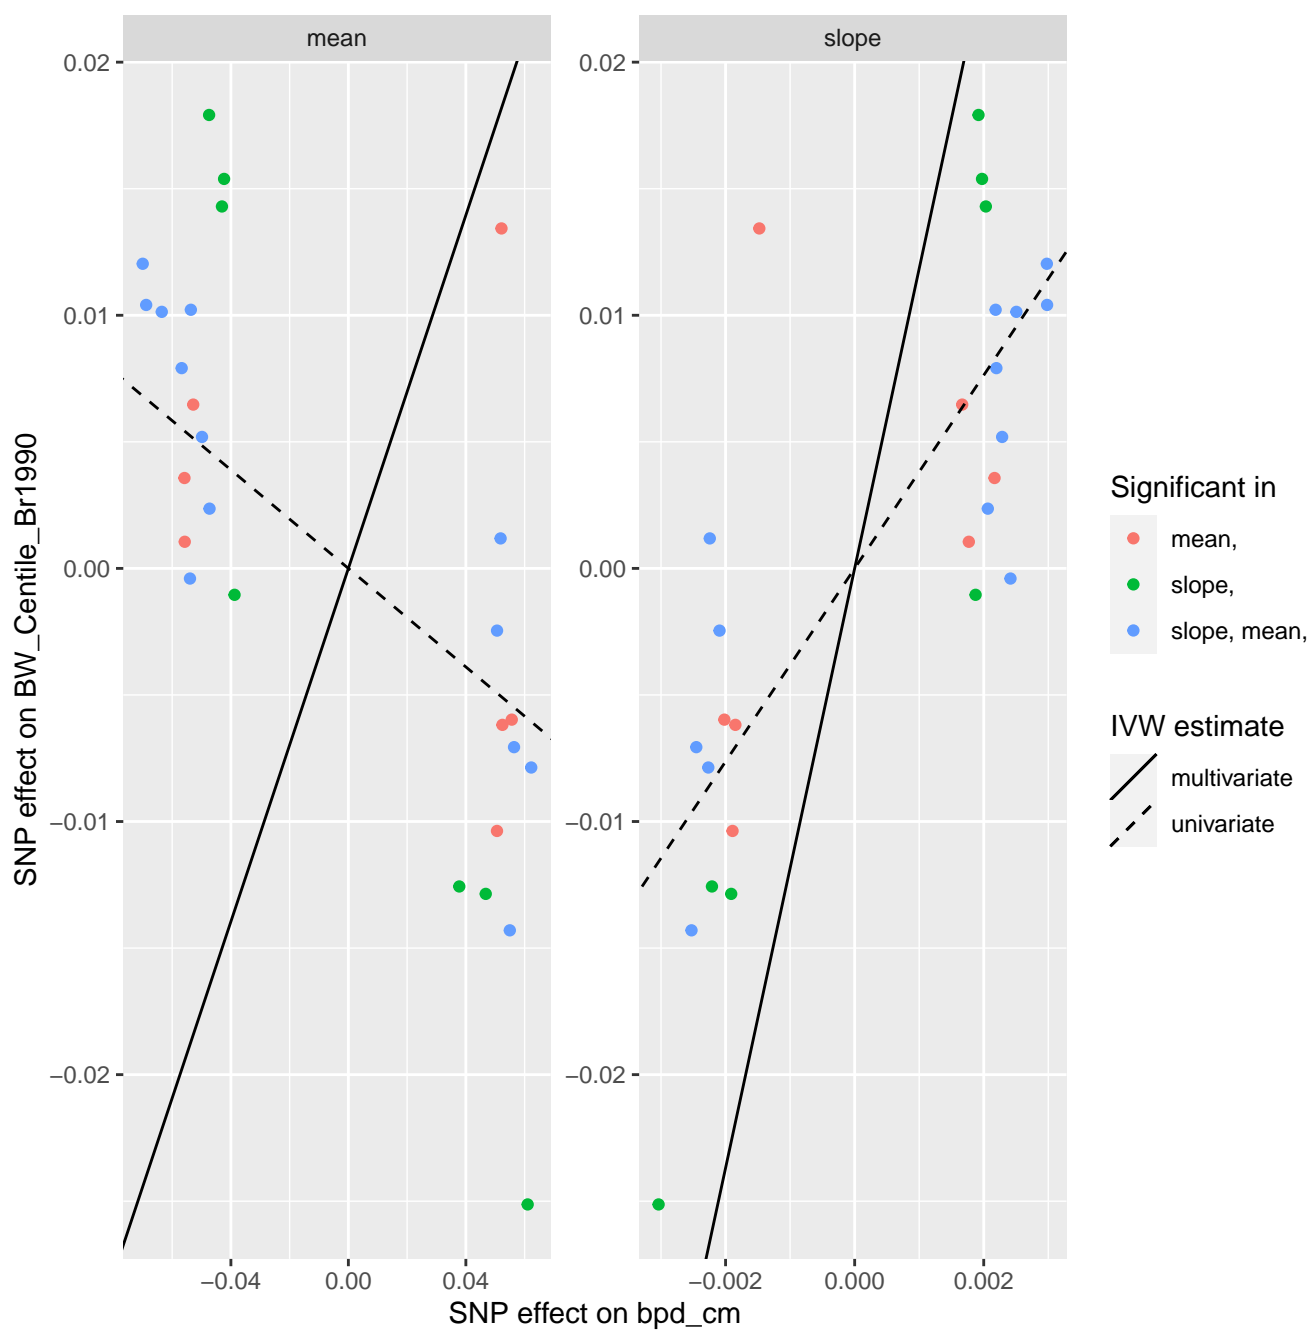 mean
slope
0.02
0.01
0.00
−0.01
−0.02
0.02
0.01
0.00
−0.01
−0.02
−0.04
0.00
0.04
−0.002
0.000
0.002
SNP effect on bpd_cm
SNP effect on BW_Centile_Br1990
Significant in
mean,
slope,
slope, mean,
IVW estimate
multivariate
univariate